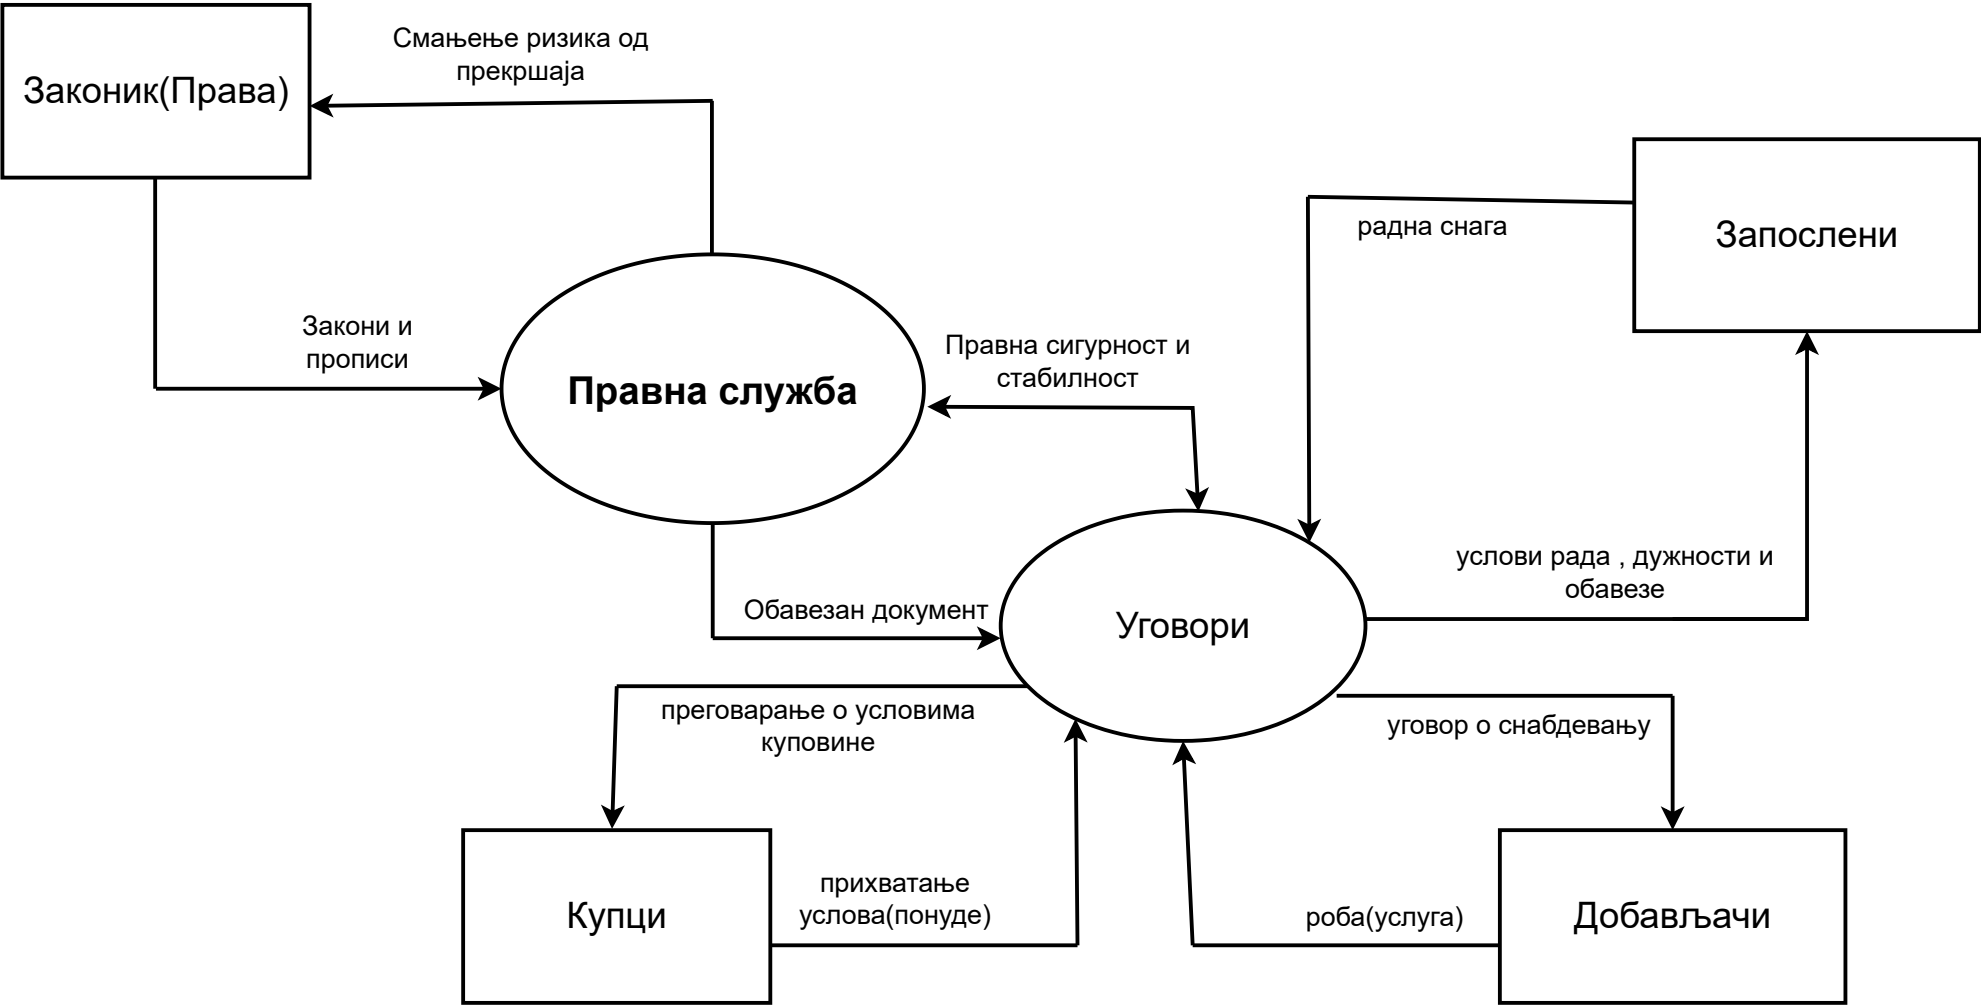 Смањење ризика од
прекршаја
Законик(Права)
радна снага
Запослени
Закони и
прописи
Правна служба
Правна сигурност и
стабилност
услови рада , дужности и
обавезе
Обавезан документ
Уговори
преговарање о условима
куповине
уговор о снабдевању
прихватање
услова(понуде)
Купци
роба(услуга)
Добављачи